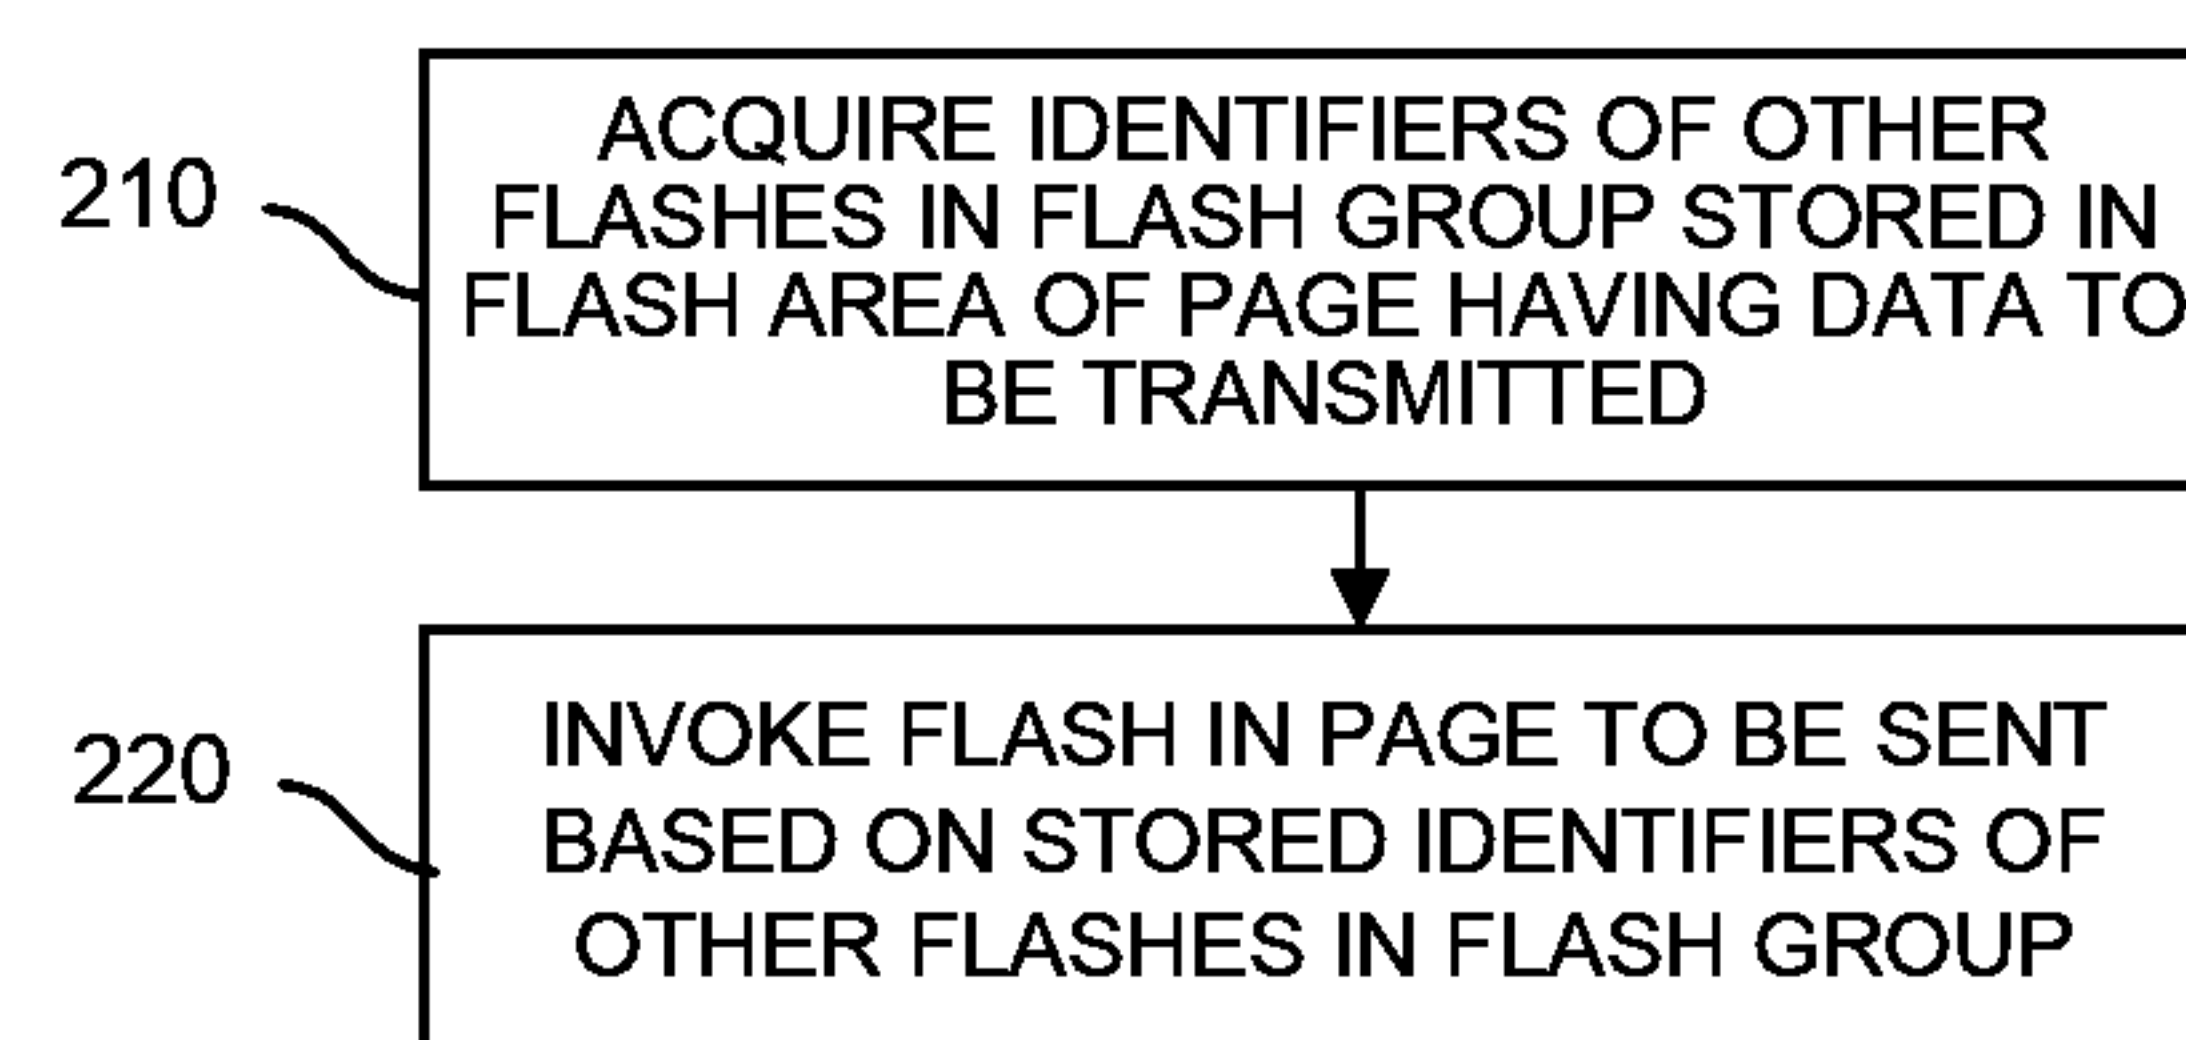 210
ACQUIRE IDENTIFIERS OF OTHER
FLASHES IN FLASH GROUP STORED IN
FLASH AREA OF PAGE HAVING DATA TO
BE TRANSMITTED
220
INVOKE FLASH IN PAGE TO BE SENT
BASED ON STORED IDENTIFIERS OF
OTHER FLASHES IN FLASH GROUP